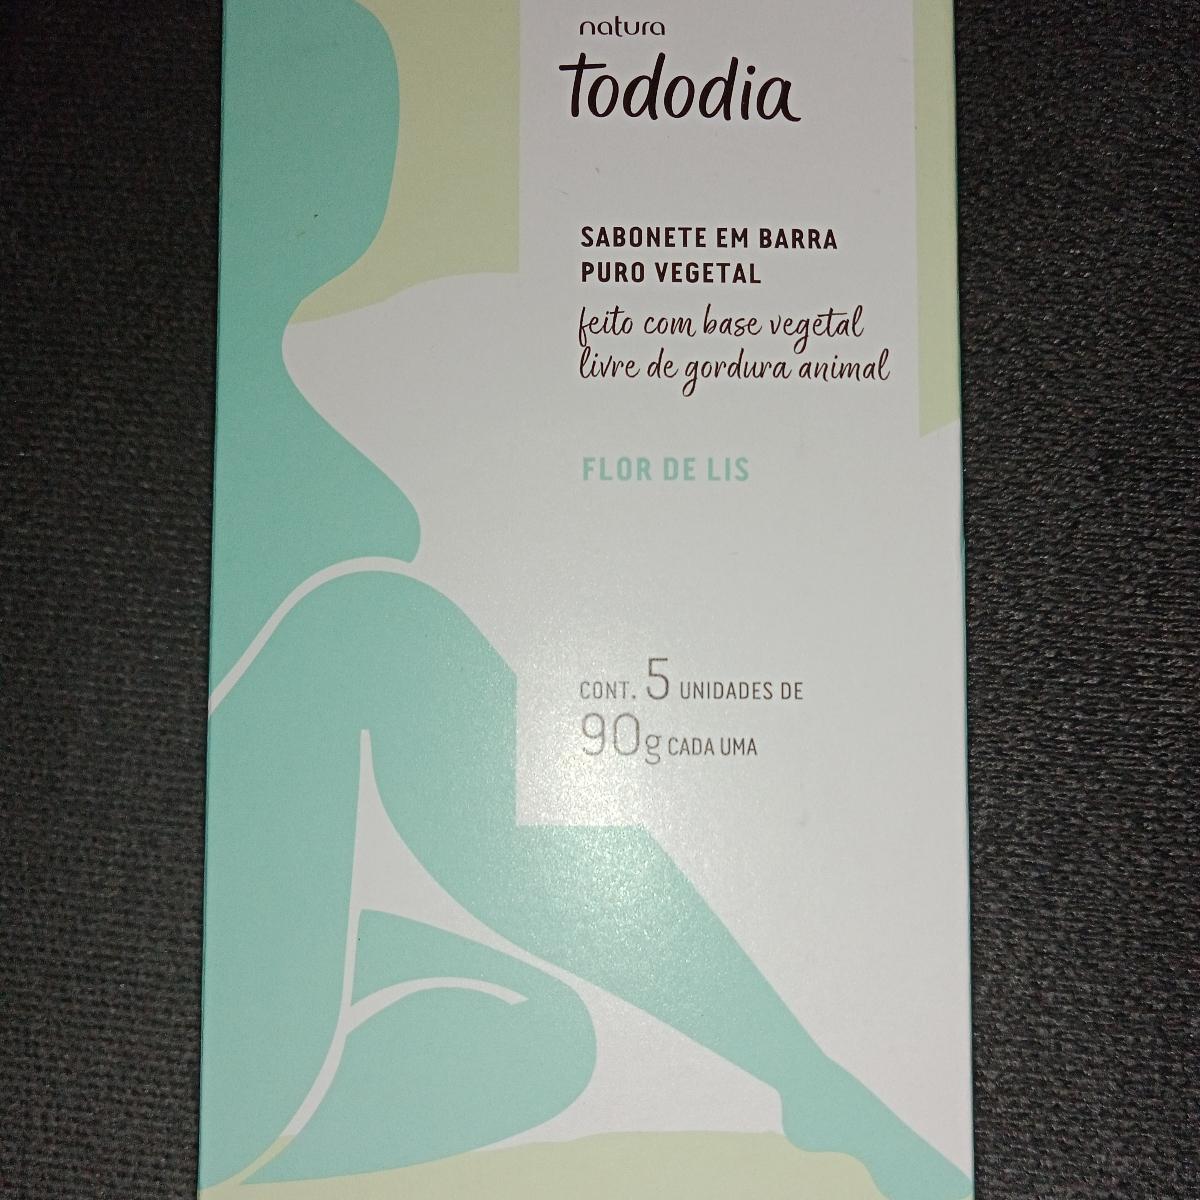 natura
tododia
SABONETE EM BARRA
PURO VEGETAL
feito com base vegetal
livre de gordura animal
FLOR DE LIS
CONT. 5 UNIDADES DE
90g CADA UMA